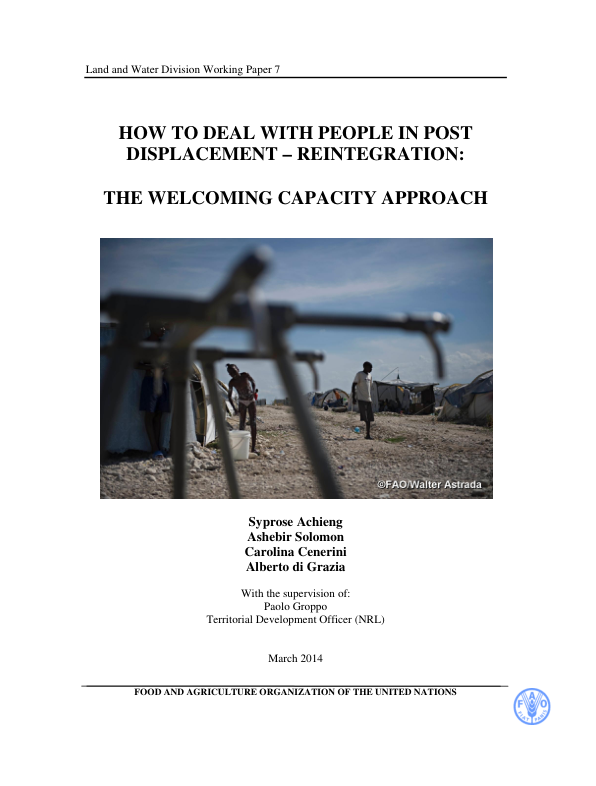 Land and Water Division Working Paper 7
HOW TO DEAL WITH PEOPLE IN POST
DISPLACEMENT – REINTEGRATION:
THE WELCOMING CAPACITY APPROACH
©FAO/Walter Astrada
Syprose Achieng
Ashebir Solomon
Carolina Cenerini
Alberto di Grazia
With the supervision of:
Paolo Groppo
Territorial Development Officer (NRL)
March 2014
FOOD AND AGRICULTURE ORGANIZATION OF THE UNITED NATIONS
F A O
FIAT PANIS